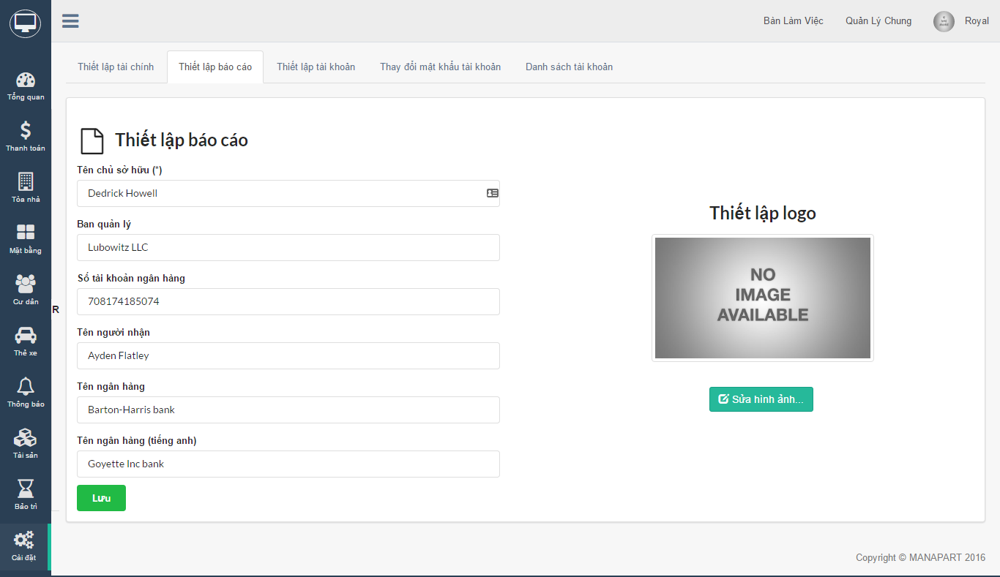 Bàn Làm Việc
Quản Lý Chung
NO IMAGE AVAILABLE
Royal
Tổng quan
Thanh toán
Tòa nhà
Mặt bằng
Cư dân
Thẻ xe
Thông báo
Tài sản
Bảo trì
Cài đặt
R
Thiết lập tài chính
Thiết lập báo cáo
Thiết lập tài khoản
Thay đổi mật khẩu tài khoản
Danh sách tài khoản
Thiết lập báo cáo
Tên chủ sở hữu (*)
Dedrick Howell
Ban quản lý
Lubowitz LLC
Số tài khoản ngân hàng
708174185074
Tên người nhận
Ayden Flatley
Tên ngân hàng
Barton-Harris bank
Tên ngân hàng (tiếng anh)
Goyette Inc bank
Lưu
Thiết lập logo
NO
IMAGE
AVAILABLE
Sửa hình ảnh...
Copyright © MANAPART 2016